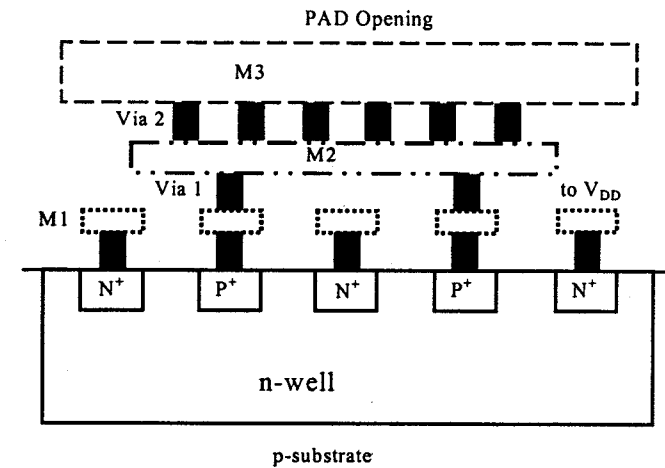 PAD Opening
M3
Via 2
M2
Via 1
to V_DD
M1
N⁺
P⁺
N⁺
P⁺
N⁺
n-well
p-substrate